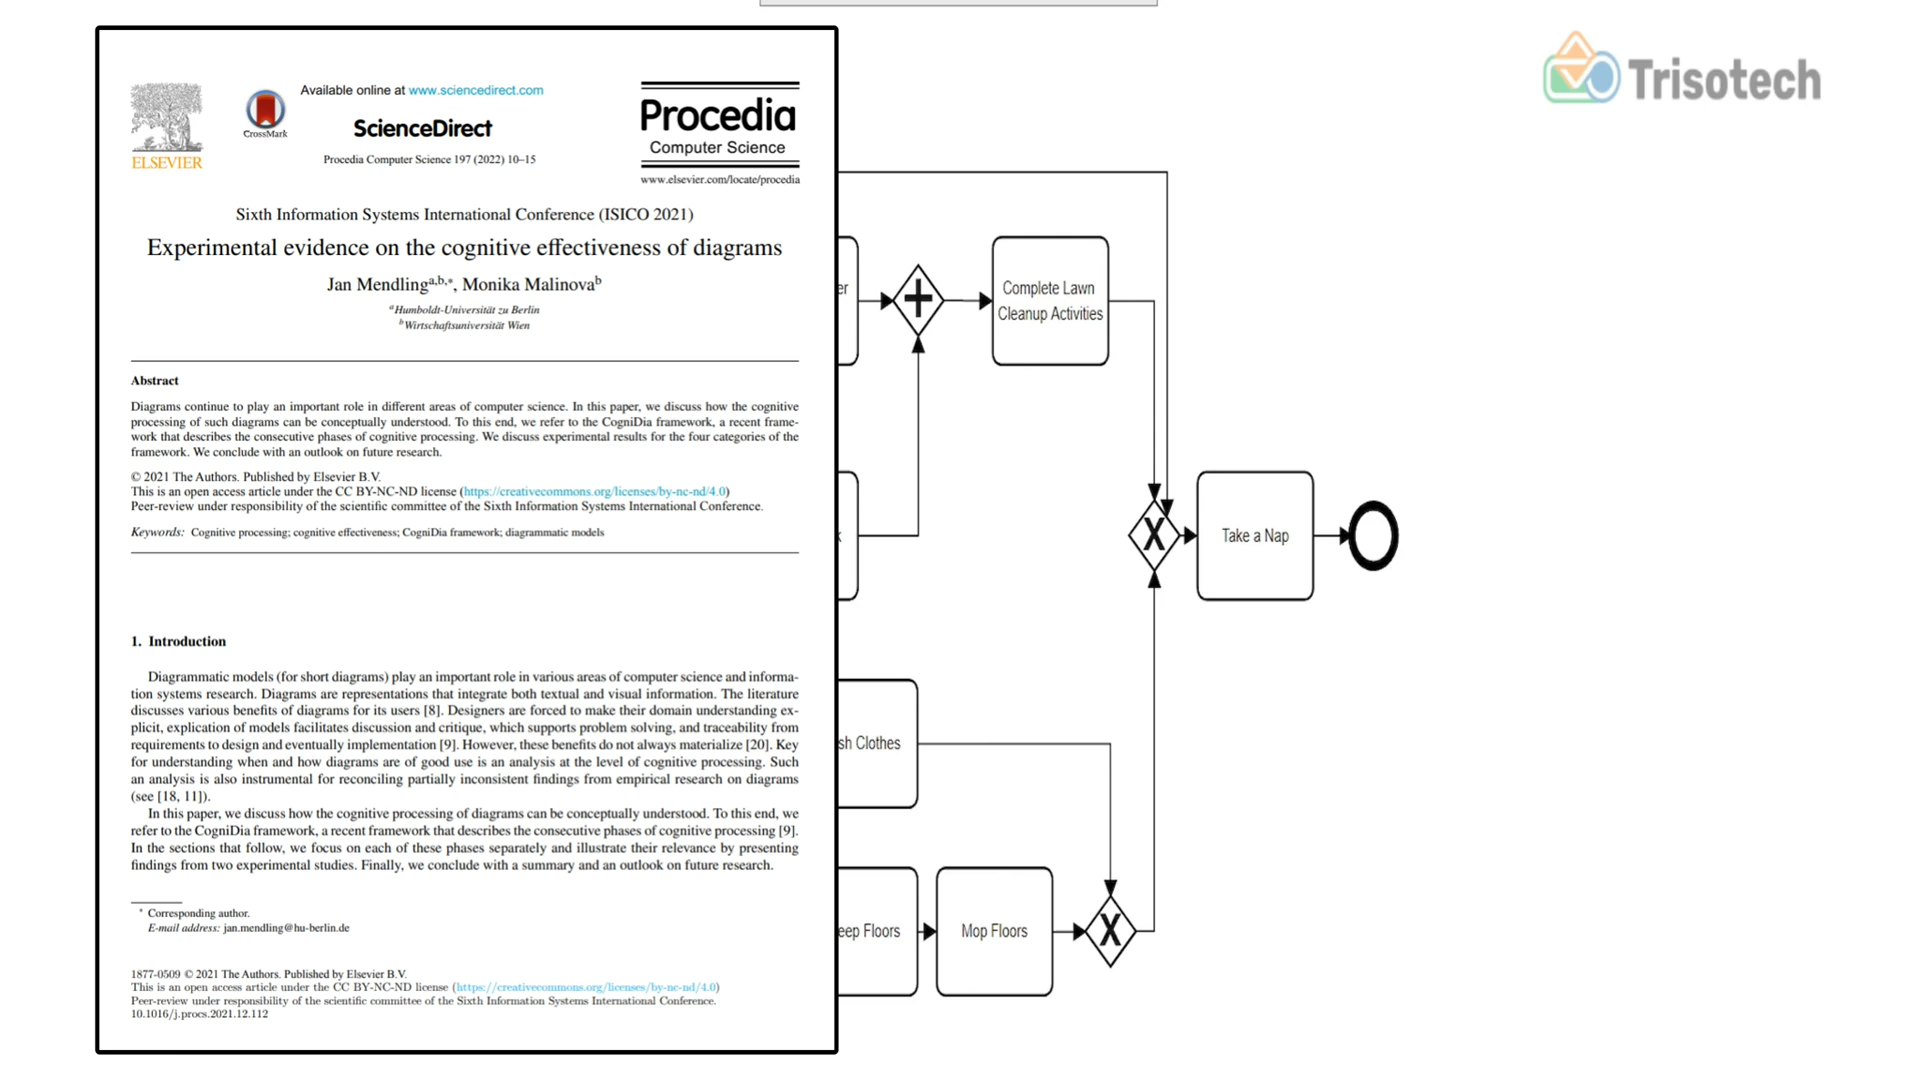 Trisotech
Available online at www.sciencedirect.com
ScienceDirect
Procedia Computer Science 197 (2022) 10–15
ELSEVIER
CrossMark
Procedia
Computer Science
www.elsevier.com/locate/procedia
Sixth Information Systems International Conference (ISICO 2021)
Experimental evidence on the cognitive effectiveness of diagrams
Jan Mendlinga,b,*, Monika Malinovab
aHumboldt-Universität zu Berlin
bWirtschaftsuniversität Wien
Abstract
Diagrams continue to play an important role in different areas of computer science. In this paper, we discuss how the cognitive
processing of such diagrams can be conceptually understood. To this end, we refer to the CogniDia framework, a recent frame-
work that describes the consecutive phases of cognitive processing. We discuss experimental results for the four categories of the
framework. We conclude with an outlook on future research.
© 2021 The Authors. Published by Elsevier B.V.
This is an open access article under the CC BY-NC-ND license (https://creativecommons.org/licenses/by-nc-nd/4.0)
Peer-review under responsibility of the scientific committee of the Sixth Information Systems International Conference.
Keywords: Cognitive processing; cognitive effectiveness; CogniDia framework; diagrammatic models
1. Introduction
Diagrammatic models (for short diagrams) play an important role in various areas of computer science and informa-
tion systems research. Diagrams are representations that integrate both textual and visual information. The literature
discusses various benefits of diagrams for its users [8]. Designers are forced to make their domain understanding ex-
plicit, explication of models facilitates discussion and critique, which supports problem solving, and traceability from
requirements to design and eventually implementation [9]. However, these benefits do not always materialize [20]. Key
for understanding when and how diagrams are of good use is an analysis at the level of cognitive processing. Such
an analysis is also instrumental for reconciling partially inconsistent findings from empirical research on diagrams
(see [18, 11]).
In this paper, we discuss how the cognitive processing of diagrams can be conceptually understood. To this end, we
refer to the CogniDia framework, a recent framework that describes the consecutive phases of cognitive processing [9].
In the sections that follow, we focus on each of these phases separately and illustrate their relevance by presenting
findings from two experimental studies. Finally, we conclude with a summary and an outlook on future research.
* Corresponding author.
E-mail address: jan.mendling@hu-berlin.de
1877-0509 © 2021 The Authors. Published by Elsevier B.V.
This is an open access article under the CC BY-NC-ND license (https://creativecommons.org/licenses/by-nc-nd/4.0)
Peer-review under responsibility of the scientific committee of the Sixth Information Systems International Conference.
10.1016/j.procs.2021.12.112
er
Complete Lawn
Cleanup Activities
Take a Nap
sh Clothes
eep Floors
Mop Floors